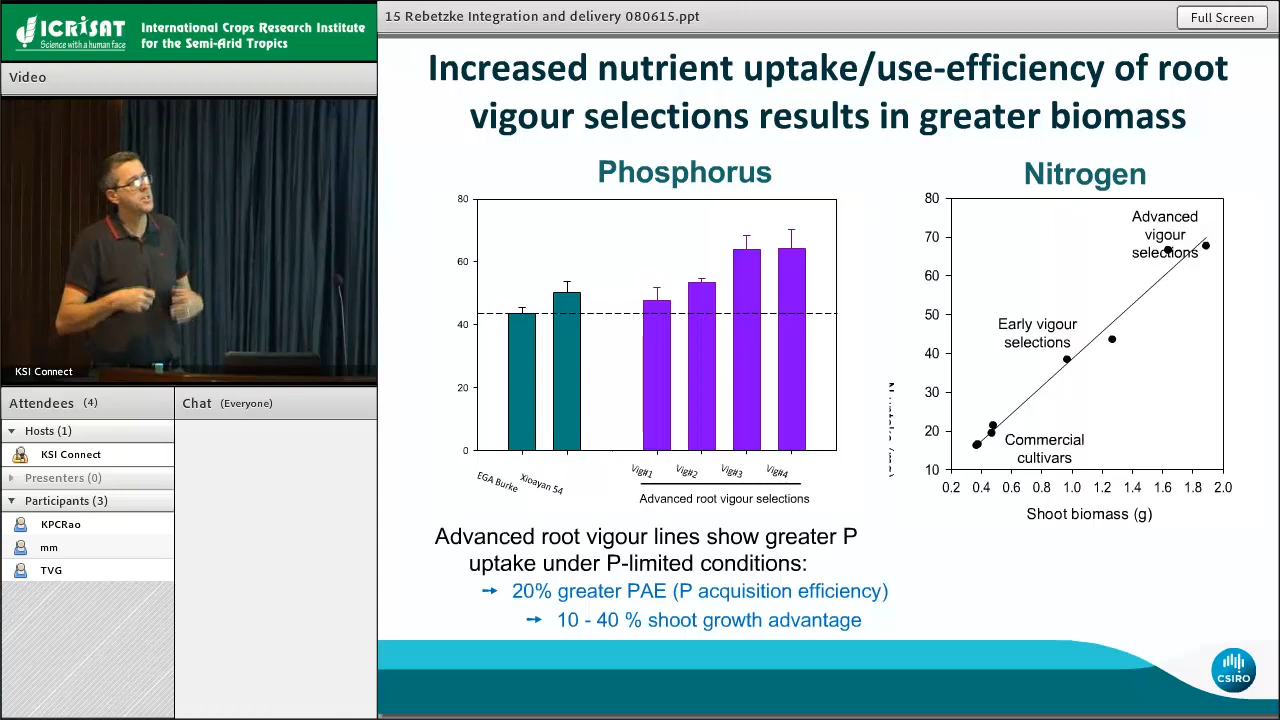 ICRISAT
Science with a human face
International Crops Research Institute
for the Semi-Arid Tropics
15 Rebetzke Integration and delivery 080615.ppt
Full Screen
Video
KSI Connect
Attendees (4)
Hosts (1)
KSI Connect
Presenters (0)
Participants (3)
KPCRao
mm
TVG
Chat (Everyone)
Increased nutrient uptake/use-efficiency of root
vigour selections results in greater biomass
Phosphorus
80
60
40
20
0
EGA Burke
Xioayan 54
Vig#1
Vig#2
Vig#3
Vig#4
Advanced root vigour selections
Nitrogen
80
70
60
50
40
30
20
10
Advanced
vigour
selections
Early vigour
selections
Commercial
cultivars
0.2 0.4 0.6 0.8 1.0 1.2 1.4 1.6 1.8 2.0
Shoot biomass (g)
Advanced root vigour lines show greater P
uptake under P-limited conditions:
➙ 20% greater PAE (P acquisition efficiency)
➙ 10 - 40 % shoot growth advantage
CSIRO